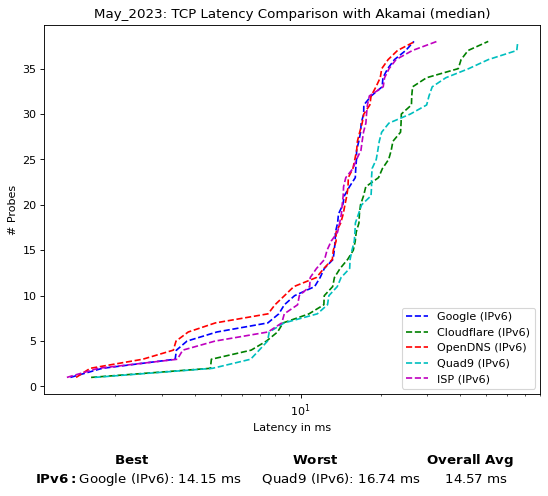 May_2023: TCP Latency Comparison with Akamai (median)
# Probes
35
30
25
20
15
10
5
0
Google (IPv6)
Cloudflare (IPv6)
OpenDNS (IPv6)
Quad9 (IPv6)
ISP (IPv6)
10¹
Latency in ms
Best Worst Overall Avg
IPv6: Google (IPv6): 14.15 ms Quad9 (IPv6): 16.74 ms 14.57 ms